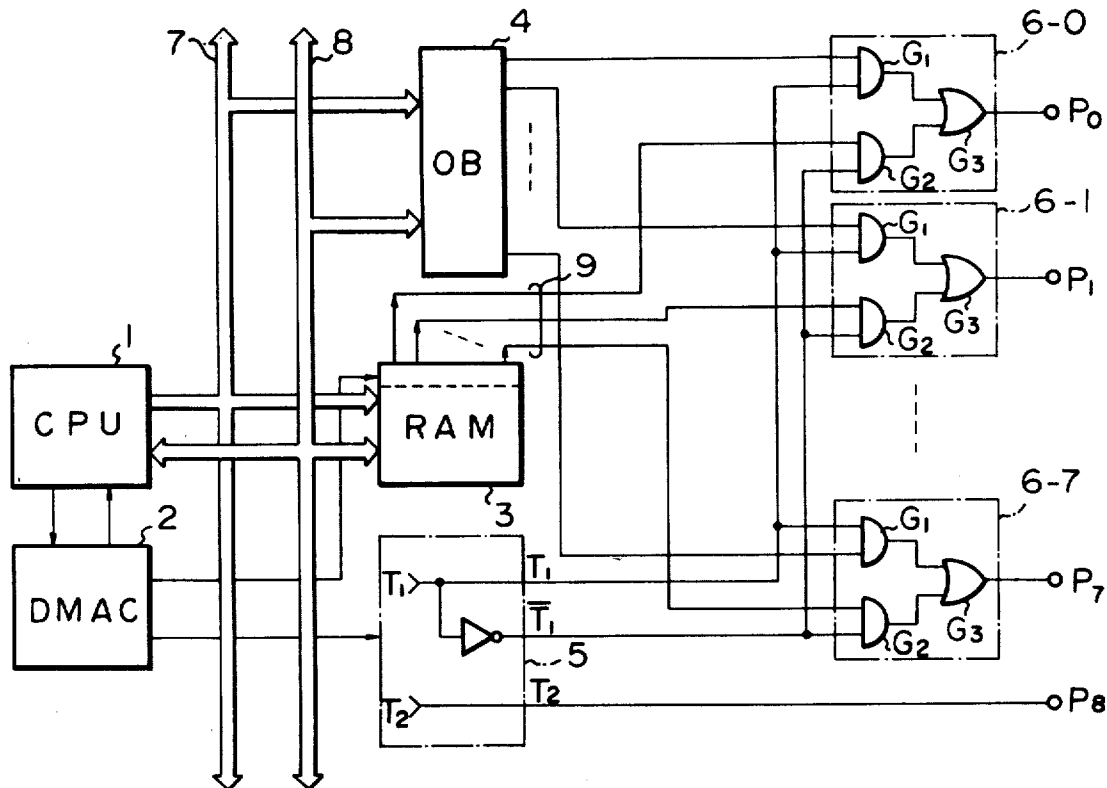 7
8
4
OB
6-0
G1
G2
G3
P0
6-1
G1
G2
G3
P1
9
1
CPU
RAM
3
2
DMAC
T1
T1
T̅1
5
T2
T2
6-7
G1
G2
G3
P7
P8